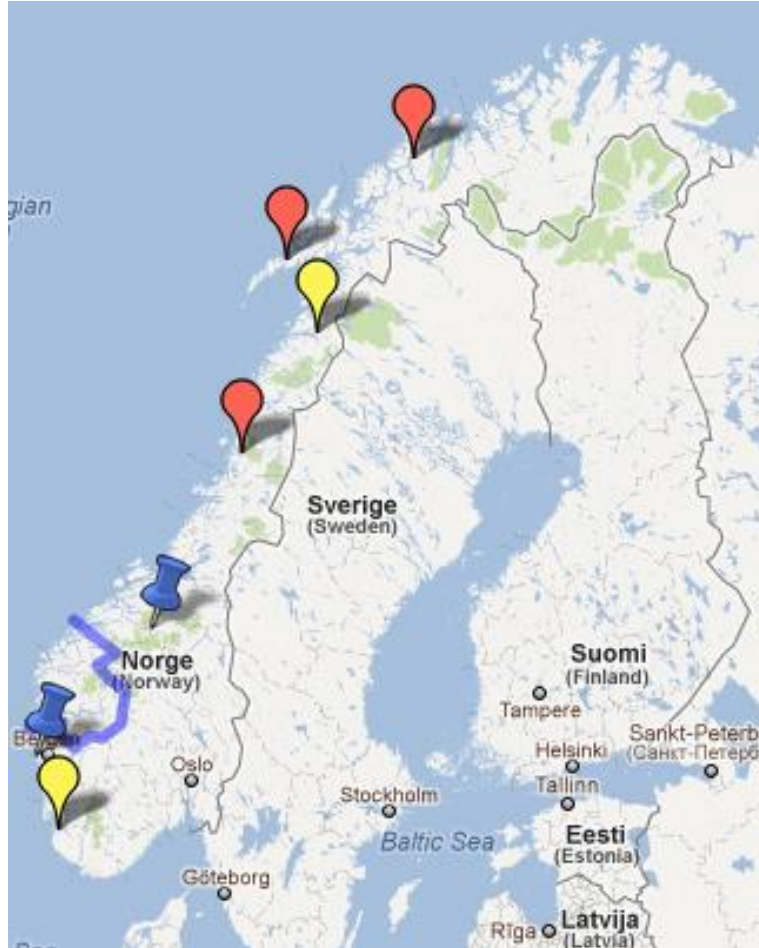 gian
Sverige
(Sweden)
Norge
(Norway)
Suomi
(Finland)
Tampere
Oslo
Helsinki
Sankt-Peterb
(Санкт-Петерб
Tallinn
Stockholm
Baltic Sea
Eesti
(Estonia)
Göteborg
Rīga
Latvija
(Latvia)